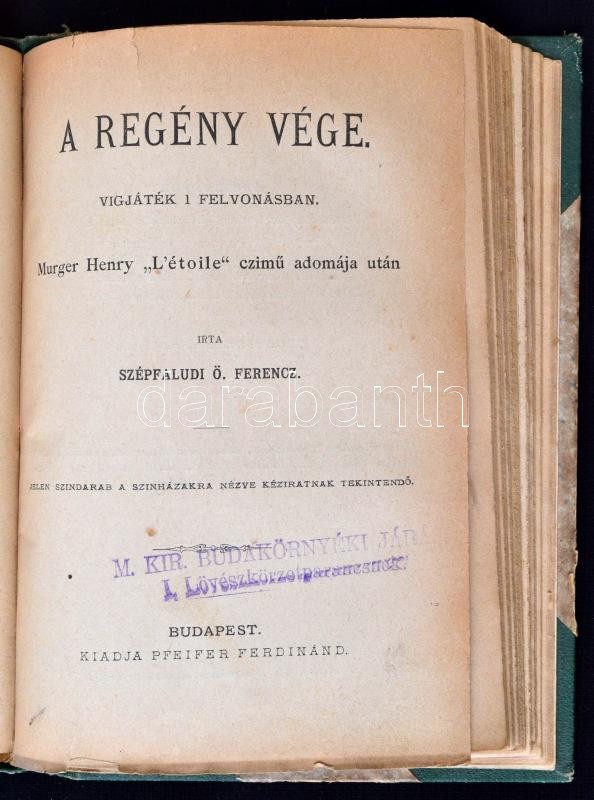 A REGÉNY VÉGE.
VIGJÁTÉK 1 FELVONÁSBAN.
Murger Henry „L'étoile“ czimű adomája után
IRTA
SZÉPFALUDI Ö. FERENCZ.
darabanth
JELEN SZINDARAB A SZINHÁZAKRA NÉZVE KÉZIRATNAK TEKINTENDŐ.
M. KIR. BUDAKÖRNYÉKI JÁRÁ
I. Lövészkörzetparancsnok.
BUDAPEST.
KIADJA PFEIFER FERDINÁND.